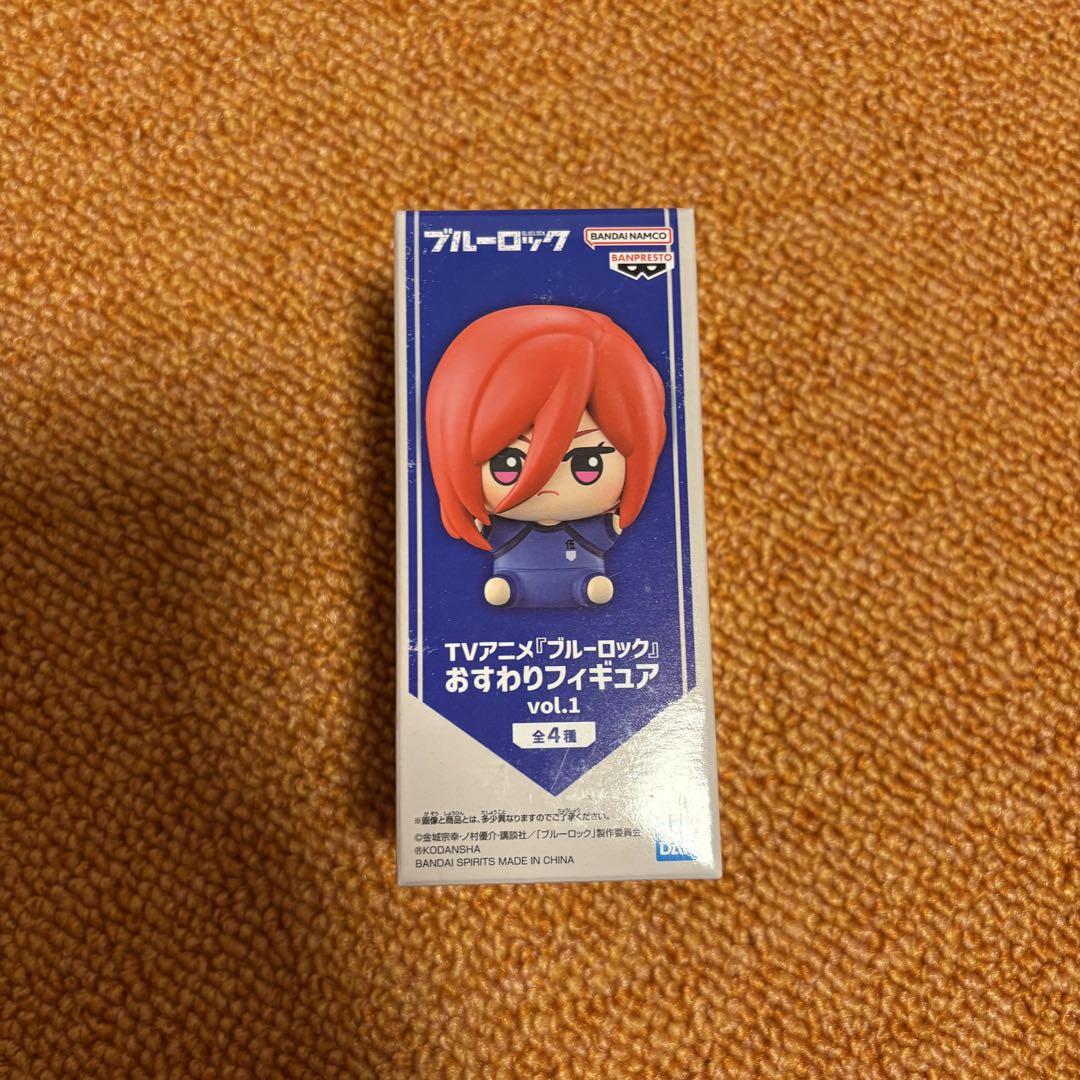 ブルーロック
BLUELOCK
BANDAI NAMCO
BANPRESTO
伍
TVアニメ『ブルーロック』
おすわりフィギュア
vol.1
全4種
※画像と商品とは、多少異なりますのでご了承ください。
©金城宗幸・ノ村優介・講談社/「ブルーロック」製作委員会
®KODANSHA
BANDAI SPIRITS MADE IN CHINA